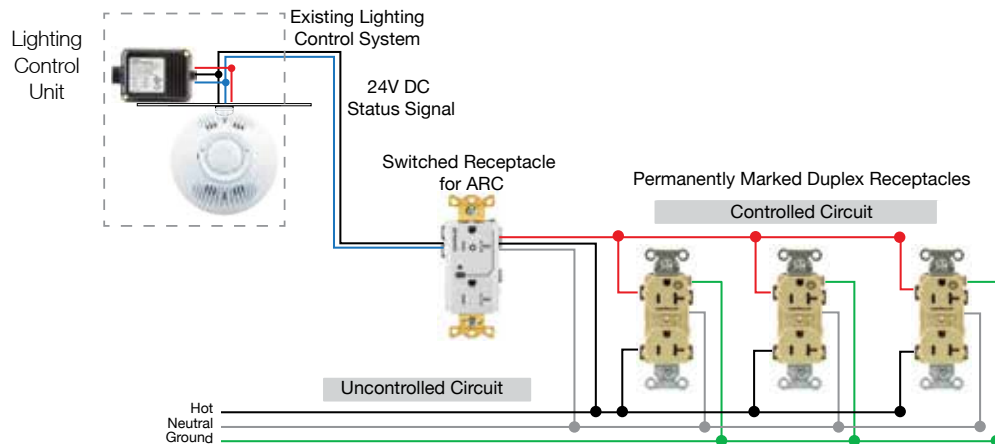 Lighting
Control
Unit
Existing Lighting
Control System
24V DC
Status Signal
Switched Receptacle
for ARC
Permanently Marked Duplex Receptacles
Controlled Circuit
Uncontrolled Circuit
Hot
Neutral
Ground